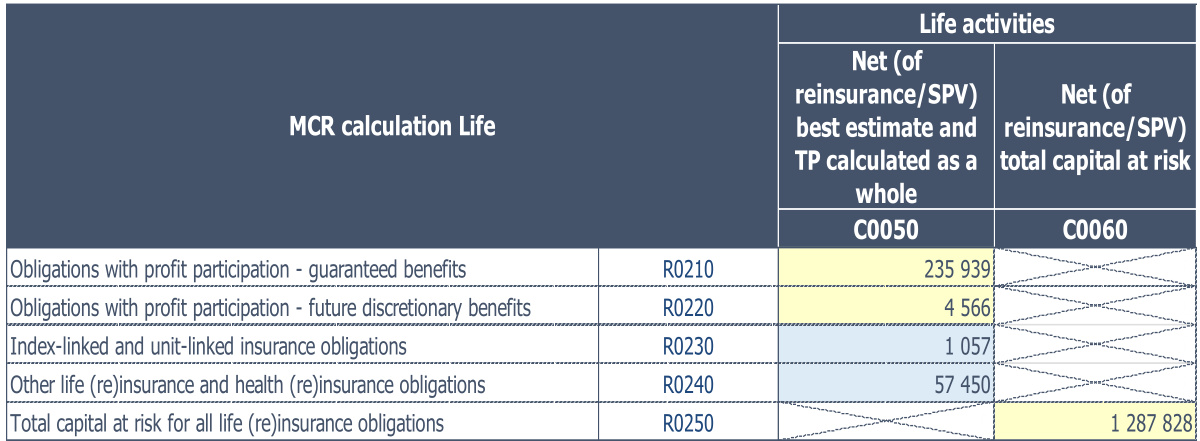 Life activities
MCR calculation Life
Net (of
reinsurance/SPV)
best estimate and
TP calculated as a
whole
Net (of
reinsurance/SPV)
total capital at risk
C0050 C0060
Obligations with profit participation - guaranteed benefits R0210 235 939
Obligations with profit participation - future discretionary benefits R0220 4 566
Index-linked and unit-linked insurance obligations R0230 1 057
Other life (re)insurance and health (re)insurance obligations R0240 57 450
Total capital at risk for all life (re)insurance obligations R0250 1 287 828